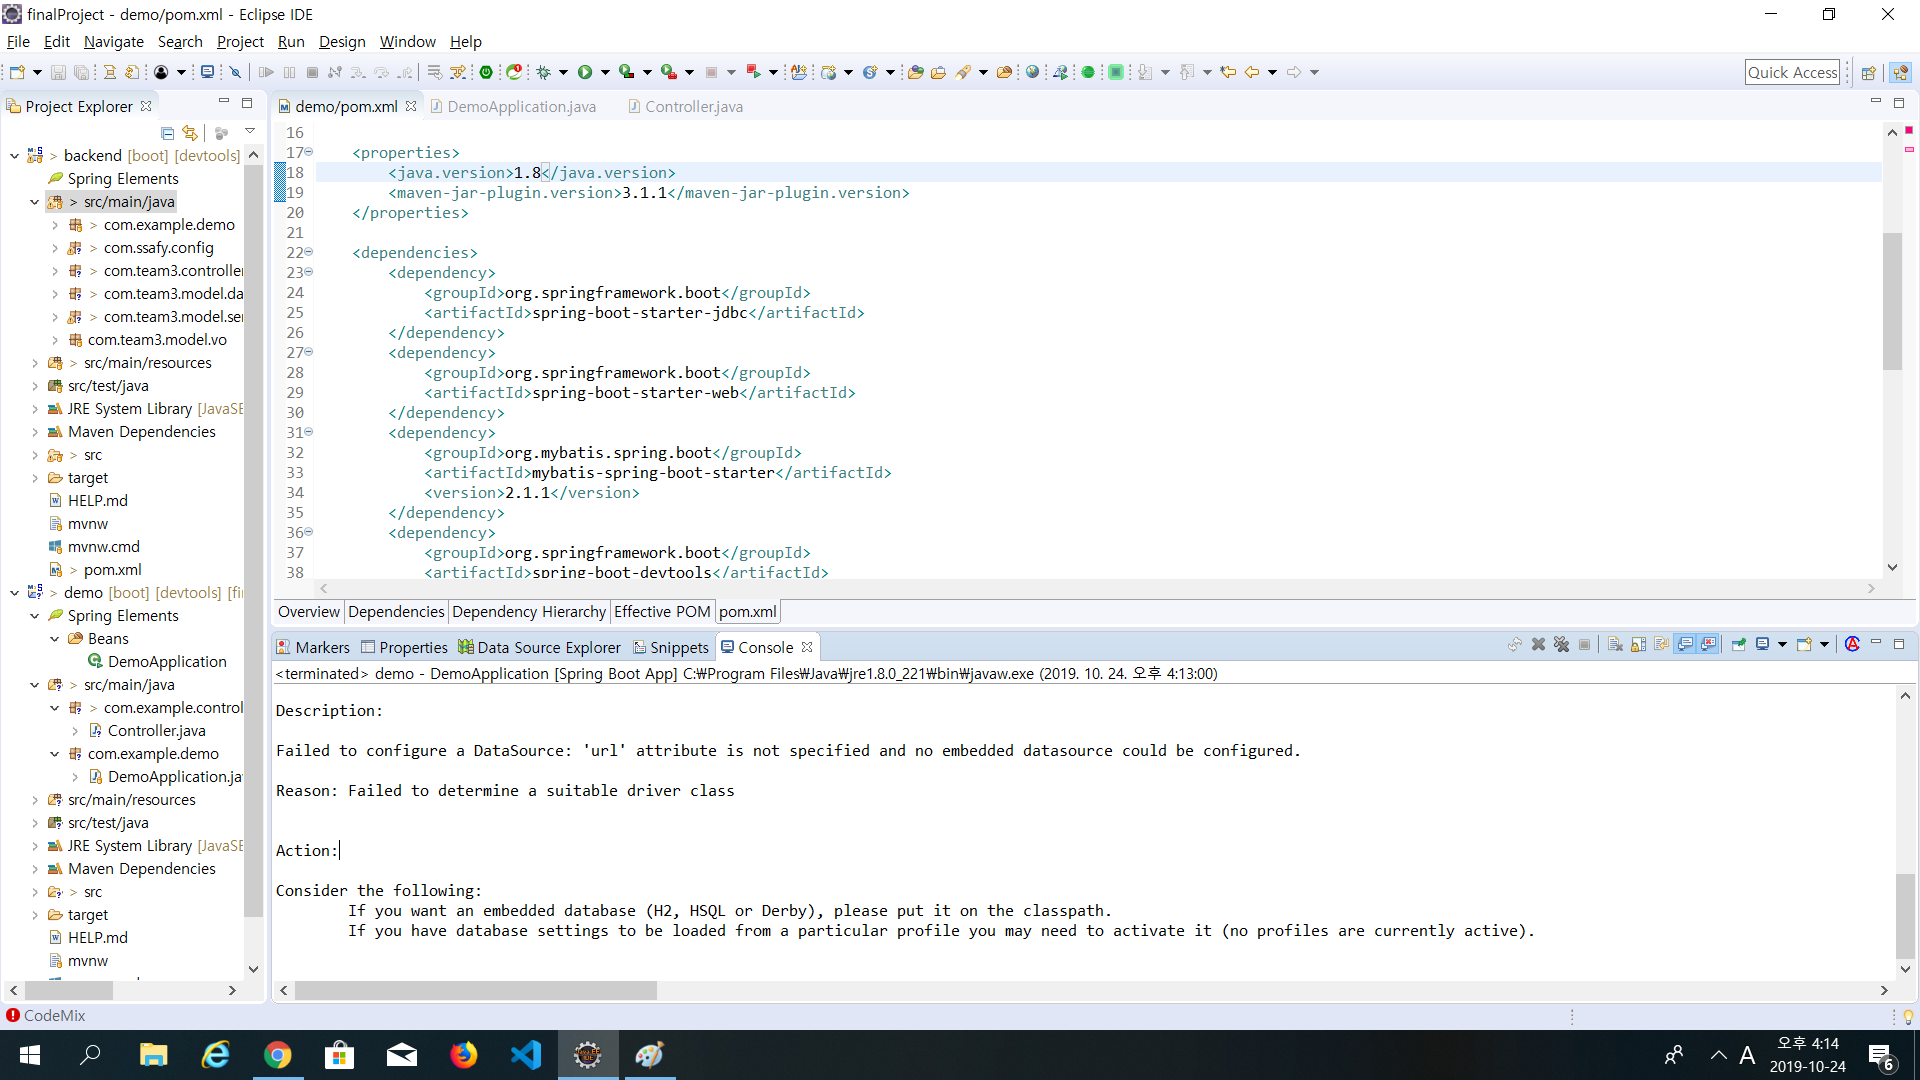 finalProject - demo/pom.xml - Eclipse IDE
File Edit Navigate Search Project Run Design Window Help
Quick Access
Project Explorer
demo/pom.xml DemoApplication.java Controller.java
> backend [boot] [devtools]
Spring Elements
> src/main/java
> com.example.demo
> com.ssafy.config
> com.team3.controller
> com.team3.model.da
> com.team3.model.ser
com.team3.model.vo
> src/main/resources
src/test/java
JRE System Library [JavaSE
Maven Dependencies
> src
target
HELP.md
mvnw
mvnw.cmd
> pom.xml
> demo [boot] [devtools] [fi
Spring Elements
Beans
DemoApplication
> src/main/java
> com.example.control
Controller.java
com.example.demo
DemoApplication.ja
src/main/resources
src/test/java
JRE System Library [JavaSE
Maven Dependencies
> src
target
HELP.md
mvnw
16
17 <properties>
18 <java.version>1.8</java.version>
19 <maven-jar-plugin.version>3.1.1</maven-jar-plugin.version>
20 </properties>
21
22 <dependencies>
23 <dependency>
24 <groupId>org.springframework.boot</groupId>
25 <artifactId>spring-boot-starter-jdbc</artifactId>
26 </dependency>
27 <dependency>
28 <groupId>org.springframework.boot</groupId>
29 <artifactId>spring-boot-starter-web</artifactId>
30 </dependency>
31 <dependency>
32 <groupId>org.mybatis.spring.boot</groupId>
33 <artifactId>mybatis-spring-boot-starter</artifactId>
34 <version>2.1.1</version>
35 </dependency>
36 <dependency>
37 <groupId>org.springframework.boot</groupId>
38 <artifactId>spring-boot-devtools</artifactId>
Overview Dependencies Dependency Hierarchy Effective POM pom.xml
Markers Properties Data Source Explorer Snippets Console
<terminated> demo - DemoApplication [Spring Boot App] C:₩Program Files₩Java₩jre1.8.0_221₩bin₩javaw.exe (2019. 10. 24. 오후 4:13:00)
Description:
Failed to configure a DataSource: 'url' attribute is not specified and no embedded datasource could be configured.
Reason: Failed to determine a suitable driver class
Action:
Consider the following:
If you want an embedded database (H2, HSQL or Derby), please put it on the classpath.
If you have database settings to be loaded from a particular profile you may need to activate it (no profiles are currently active).
CodeMix
A
오후 4:14
2019-10-24
6